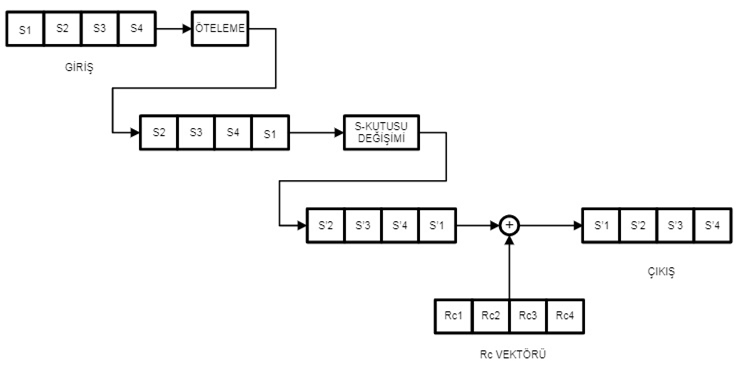 S1 S2 S3 S4 ÖTELEME
GİRİŞ
S2 S3 S4 S1 S-KUTUSU
DEĞİŞİMİ
S'2 S'3 S'4 S'1 + S'1 S'2 S'3 S'4
ÇIKIŞ
Rc1 Rc2 Rc3 Rc4
Rc VEKTÖRÜ